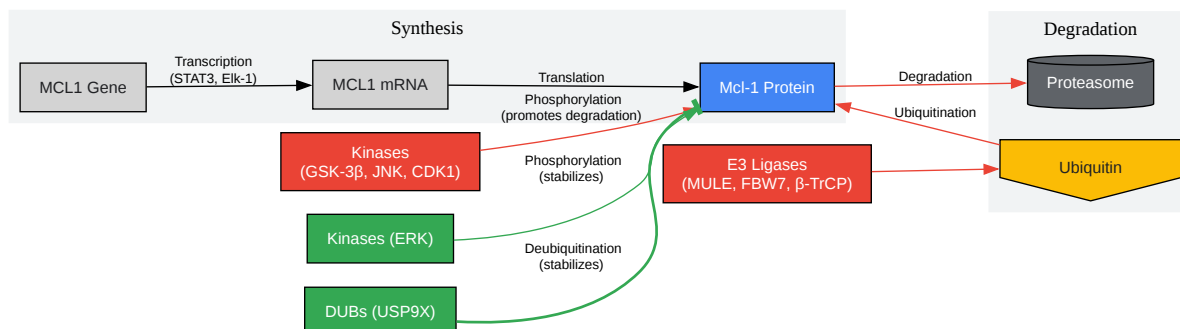 Synthesis
Degradation
Transcription
(STAT3, Elk-1)
MCL1 Gene
MCL1 mRNA
Translation
Mcl-1 Protein
Degradation
Proteasome
Phosphorylation
(promotes degradation)
Ubiquitination
Kinases
(GSK-3β, JNK, CDK1)
Phosphorylation
(stabilizes)
E3 Ligases
(MULE, FBW7, β-TrCP)
Ubiquitin
Kinases (ERK)
Deubiquitination
(stabilizes)
DUBs (USP9X)